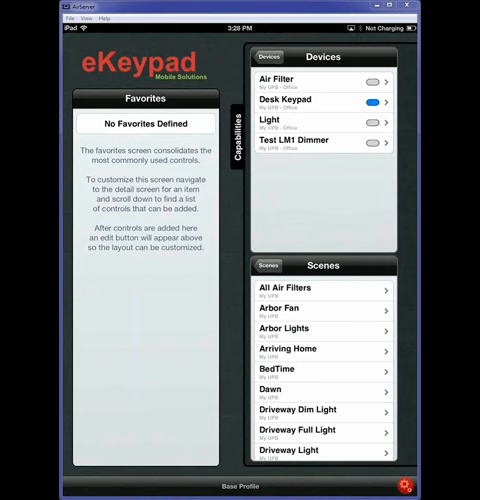 AirServer
File View Help
iPad 3:28 PM Not Charging
eKeypad
Mobile Solutions
Favorites
No Favorites Defined
The favorites screen consolidates the
most commonly used controls.
To customize this screen navigate
to the detail screen for an item
and scroll down to find a list
of controls that can be added.
After controls are added here
an edit button will appear above
so the layout can be customized.
Capabilities
Devices Devices
Air Filter
My UPB - Office
Desk Keypad
My UPB - Office
Light
My UPB - Office
Test LM1 Dimmer
My UPB - Office
Scenes Scenes
All Air Filters
My UPB
Arbor Fan
My UPB
Arbor Lights
My UPB
Arriving Home
My UPB
BedTime
My UPB
Dawn
My UPB
Driveway Dim Light
My UPB
Driveway Full Light
My UPB
Driveway Light
My UPB
Base Profile